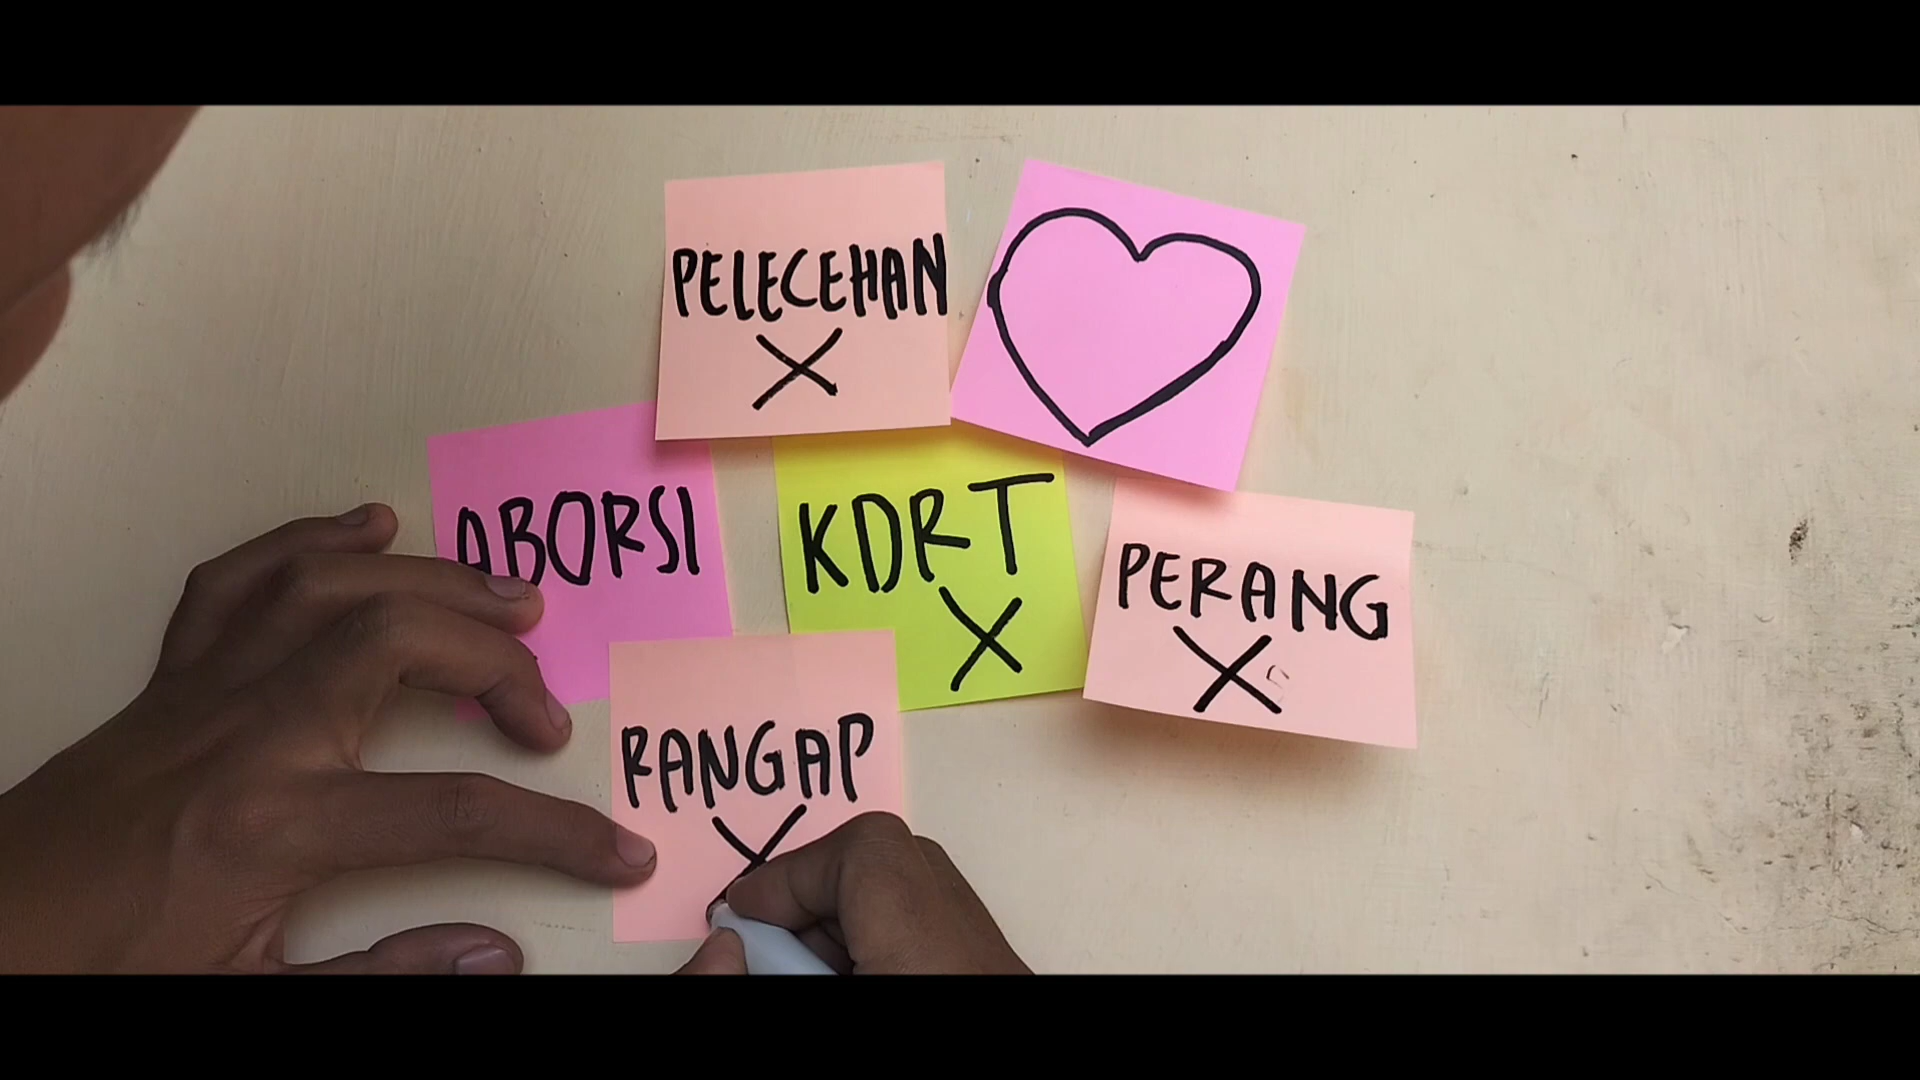 PELECEHAN
X
ABORSI
KDRT
X
PERANG
X
RANGAP
X